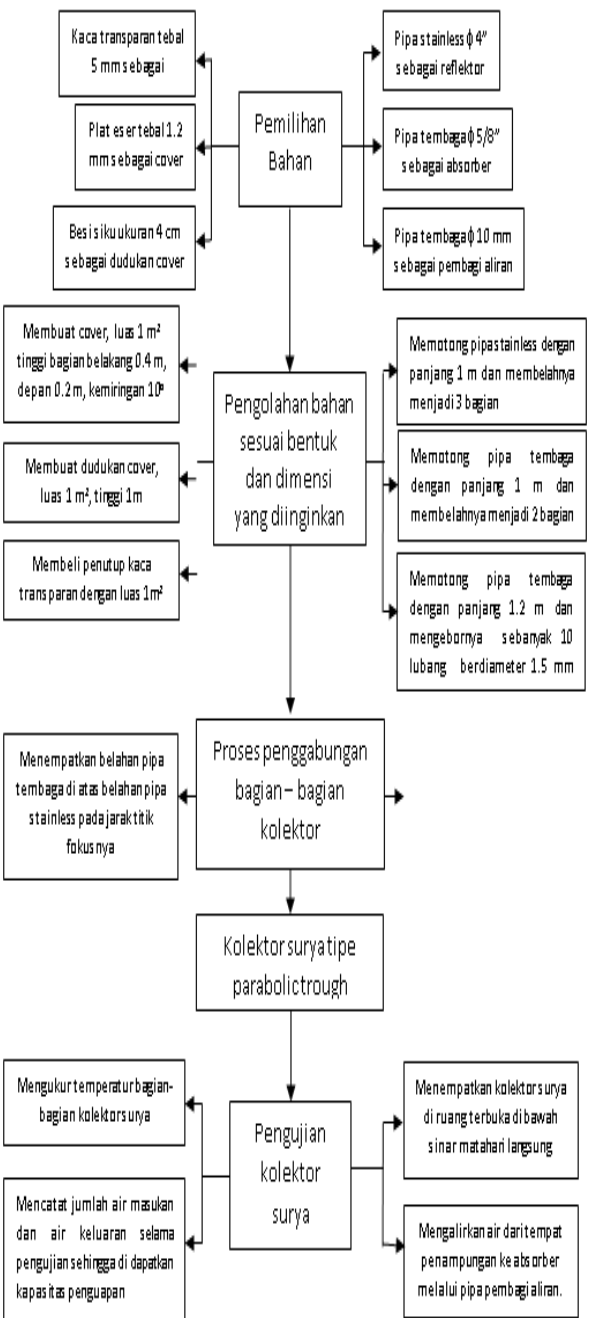 Kaca transparan tebal
5 mm sebagai
Plat eser tebal 1.2
mm sebagai cover
Besi siku ukuran 4 cm
sebagai dudukan cover
Pemilihan
Bahan
Pipa stainless ϕ 4”
sebagai reflektor
Pipa tembaga ϕ 5/8”
sebagai absorber
Pipa tembaga ϕ 10 mm
sebagai pembagi aliran
Membuat cover, luas 1 m²
tinggi bagian belakang 0.4 m,
depan 0.2 m, kemiringan 10º
Membuat dudukan cover,
luas 1 m², tinggi 1m
Membeli penutup kaca
transparan dengan luas 1m²
Pengolahan bahan
sesuai bentuk
dan dimensi
yang diinginkan
Memotong pipa stainless dengan
panjang 1 m dan membelahnya
menjadi 3 bagian
Memotong pipa tembaga
dengan panjang 1 m dan
membelahnya menjadi 2 bagian
Memotong pipa tembaga
dengan panjang 1.2 m dan
mengebornya sebanyak 10
lubang berdiameter 1.5 mm
Menempatkan belahan pipa
tembaga di atas belahan pipa
stainless pada jarak titik
fokusnya
Proses penggabungan
bagian – bagian
kolektor
Kolektor surya tipe
parabolic trough
Mengukur temperatur bagian-
bagian kolektor surya
Mencatat jumlah air masukan
dan air keluaran selama
pengujian sehingga di dapatkan
kapasitas penguapan
Pengujian
kolektor
surya
Menempatkan kolektor surya
di ruang terbuka di bawah
sinar matahari langsung
Mengalirkan air dari tempat
penampungan ke absorber
melalui pipa pembagi aliran.